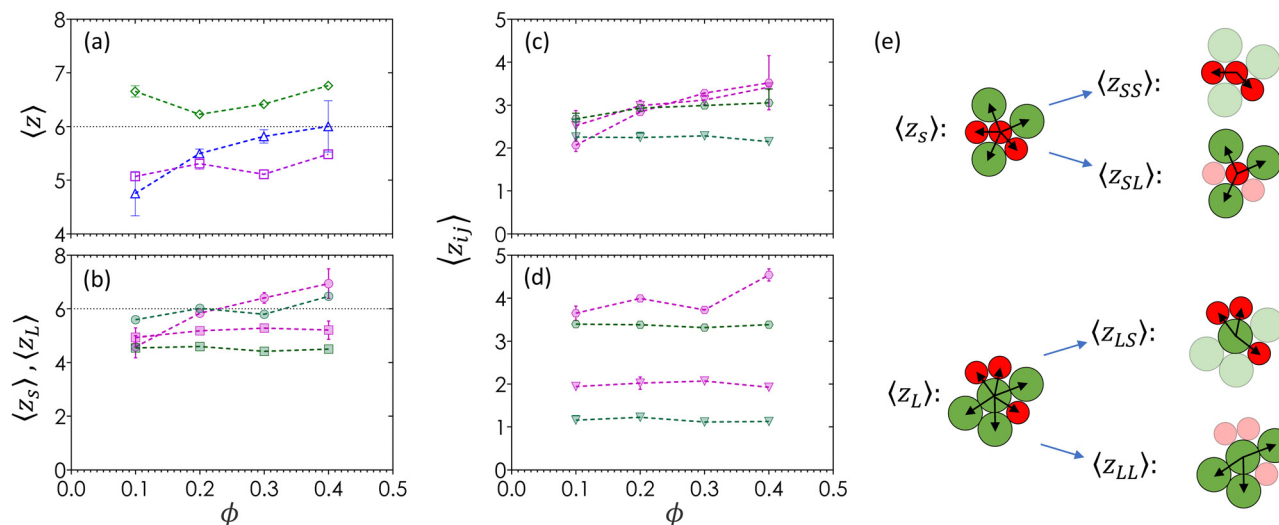 (a)
⟨z⟩
8
7
6
5
4
(b)
⟨z_s⟩, ⟨z_L⟩
8
6
4
2
0
0.0 0.1 0.2 0.3 0.4 0.5
ϕ
(c)
5
4
3
2
1
0
⟨z_ij⟩
(d)
5
4
3
2
1
0
0.0 0.1 0.2 0.3 0.4 0.5
ϕ
(e)
⟨z_s⟩:
⟨z_SS⟩:
⟨z_SL⟩:
⟨z_L⟩:
⟨z_LS⟩:
⟨z_LL⟩: